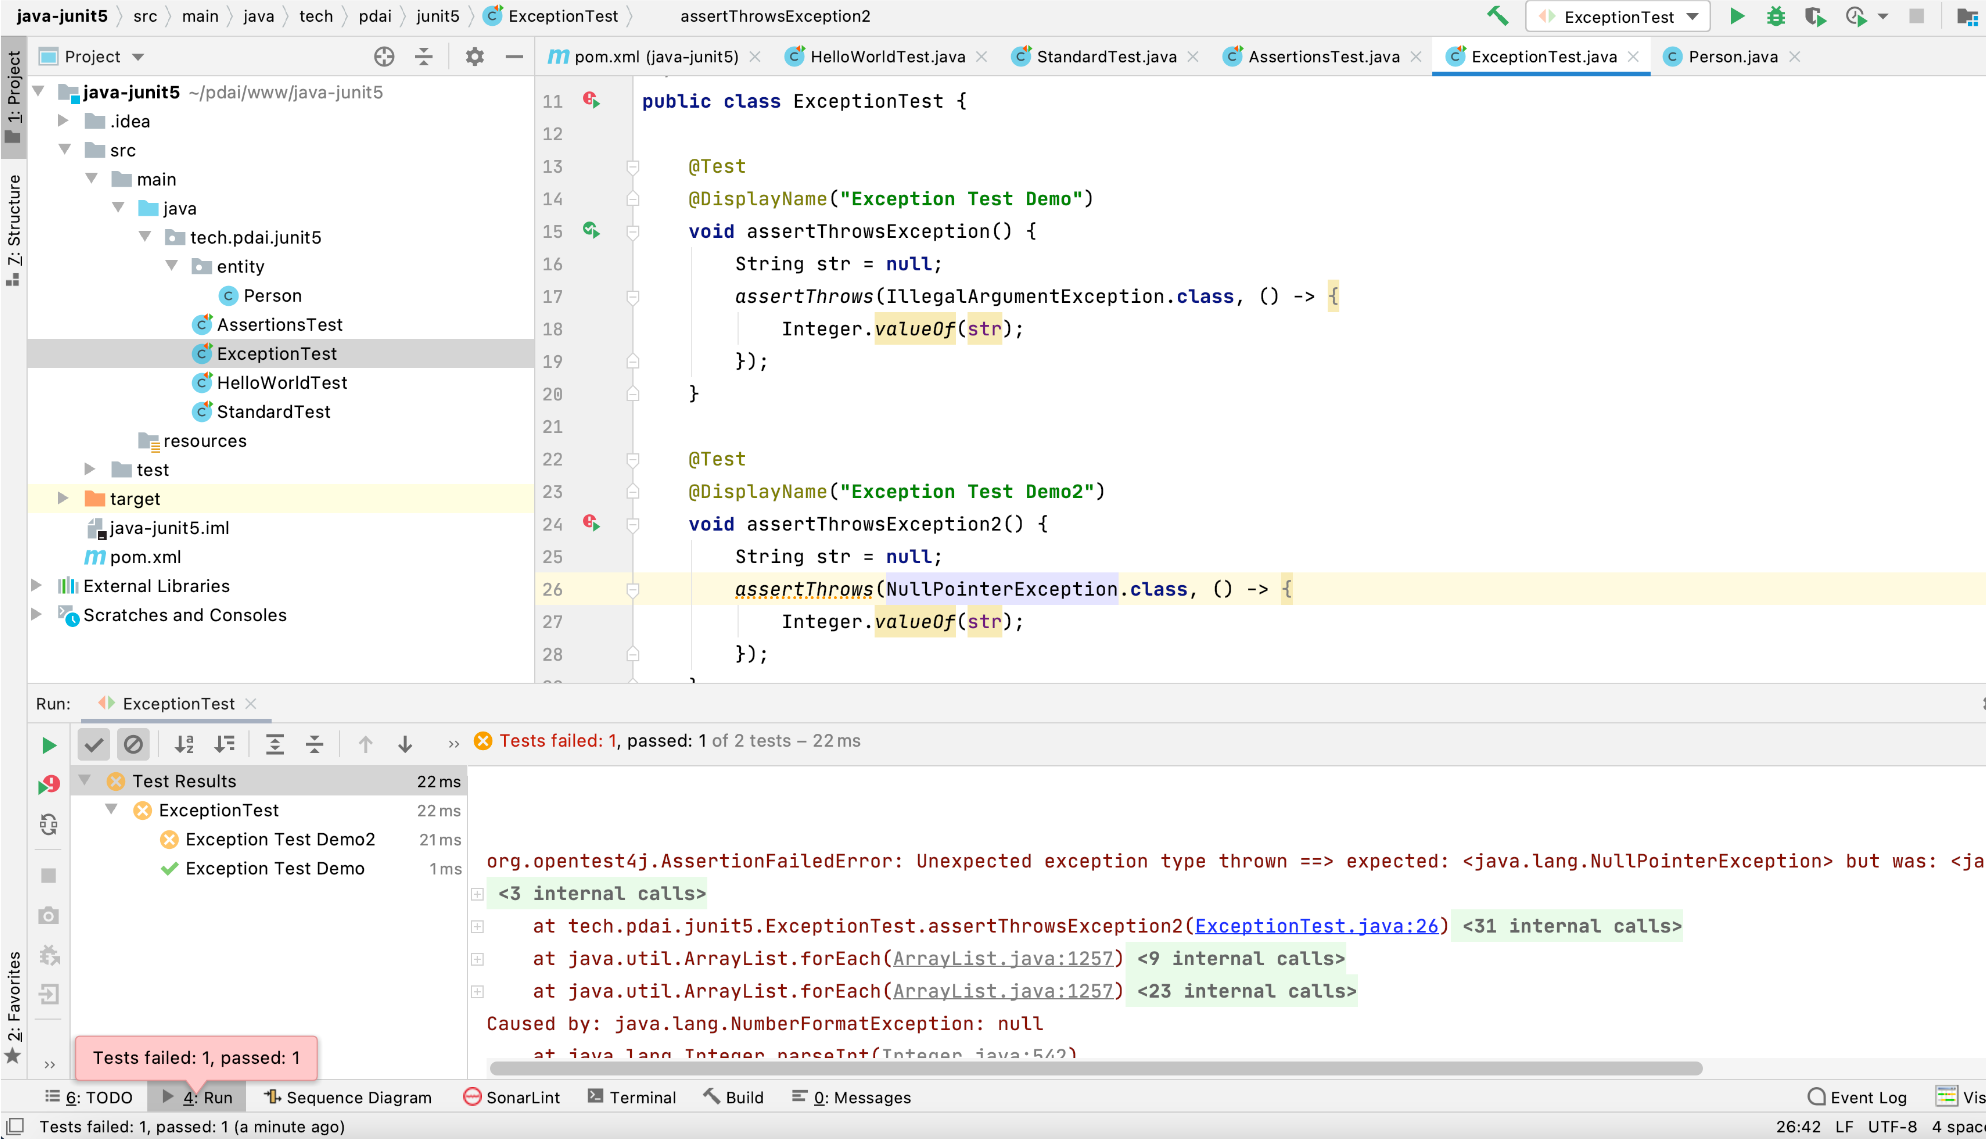 java-junit5 src main java tech pdai junit5 ExceptionTest assertThrowsException2 ExceptionTest
1: Project
7: Structure
2: Favorites
Project
java-junit5 ~/pdai/www/java-junit5
.idea
src
main
java
tech.pdai.junit5
entity
Person
AssertionsTest
ExceptionTest
HelloWorldTest
StandardTest
resources
test
target
java-junit5.iml
pom.xml
External Libraries
Scratches and Consoles
pom.xml (java-junit5) HelloWorldTest.java StandardTest.java AssertionsTest.java ExceptionTest.java Person.java
11 public class ExceptionTest {
12
13 @Test
14 @DisplayName("Exception Test Demo")
15 void assertThrowsException() {
16 String str = null;
17 assertThrows(IllegalArgumentException.class, () -> {
18 Integer.valueOf(str);
19 });
20 }
21
22 @Test
23 @DisplayName("Exception Test Demo2")
24 void assertThrowsException2() {
25 String str = null;
26 assertThrows(NullPointerException.class, () -> {
27 Integer.valueOf(str);
28 });
Run: ExceptionTest
Tests failed: 1, passed: 1 of 2 tests – 22 ms
Test Results 22 ms
ExceptionTest 22 ms
Exception Test Demo2 21 ms
Exception Test Demo 1 ms
org.opentest4j.AssertionFailedError: Unexpected exception type thrown ==> expected: <java.lang.NullPointerException> but was: <ja
<3 internal calls>
at tech.pdai.junit5.ExceptionTest.assertThrowsException2(ExceptionTest.java:26) <31 internal calls>
at java.util.ArrayList.forEach(ArrayList.java:1257) <9 internal calls>
at java.util.ArrayList.forEach(ArrayList.java:1257) <23 internal calls>
Caused by: java.lang.NumberFormatException: null
at java.lang.Integer.parseInt(Integer.java:542)
Tests failed: 1, passed: 1
6: TODO 4: Run Sequence Diagram SonarLint Terminal Build 0: Messages Event Log Vis
Tests failed: 1, passed: 1 (a minute ago) 26:42 LF UTF-8 4 spac